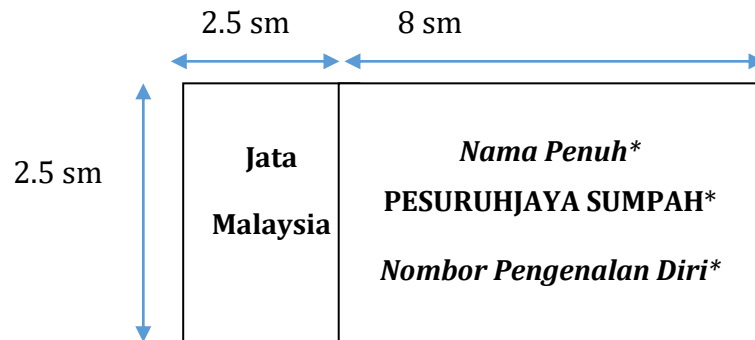 2.5 sm 8 sm
2.5 sm
Jata
Malaysia
Nama Penuh*
PESURUHJAYA SUMPAH*
Nombor Pengenalan Diri*